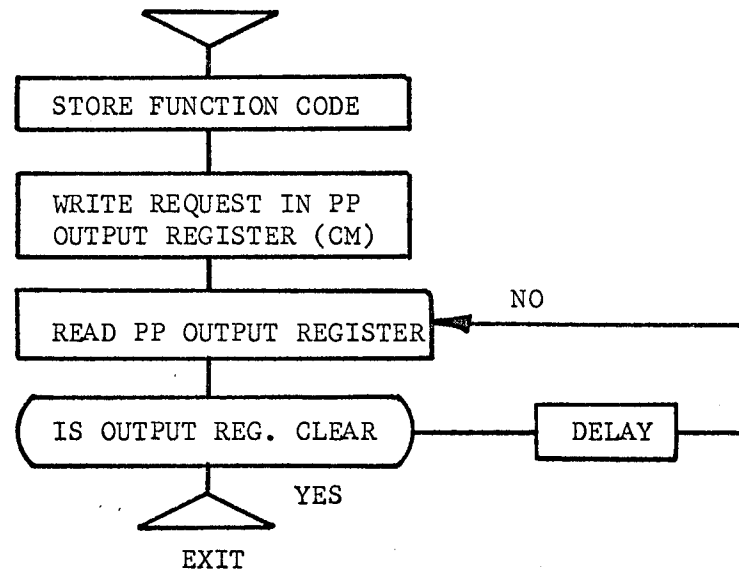 STORE FUNCTION CODE
WRITE REQUEST IN PP
OUTPUT REGISTER (CM)
NO
READ PP OUTPUT REGISTER
IS OUTPUT REG. CLEAR
DELAY
YES
EXIT